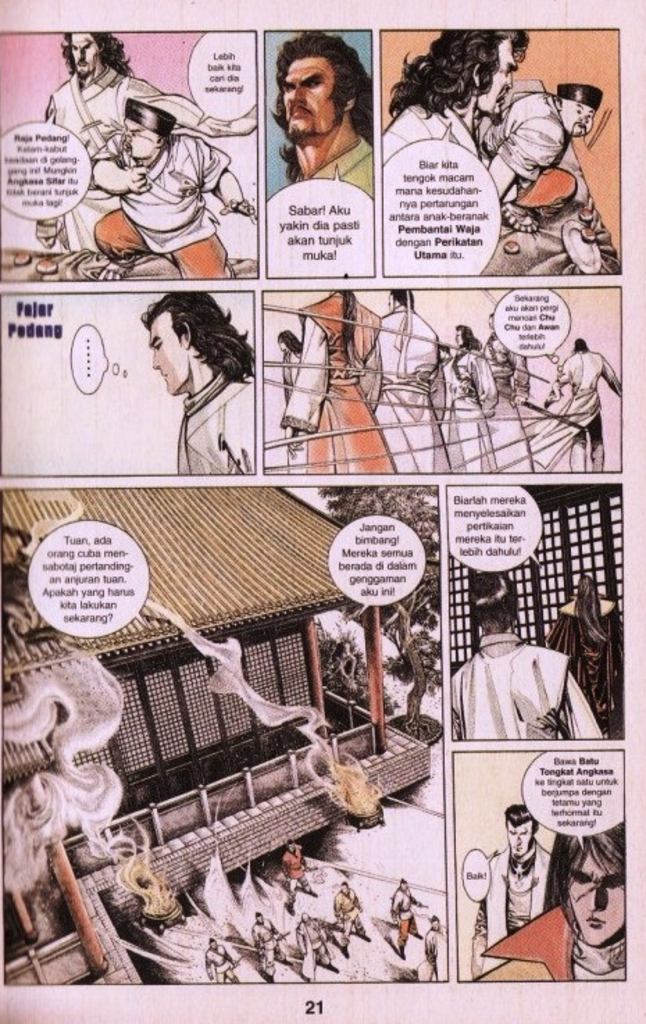 Raja Pedang!
Kelam-kabut
keadaan di gelang-
gang ini! Mungkin
Angkasa Sifar itu
tidak berani tunjuk
muka lagi!
Lebih
baik kita
cari dia
sekarang!
Sabar! Aku
yakin dia pasti
akan tunjuk
muka!
Biar kita
tengok macam
mana kesudahan-
nya pertarungan
antara anak-beranak
Pembantai Waja
dengan Perikatan
Utama itu.
Fajar
Padang
......
Sekarang
aku akan pergi
mencari Chu
Chu dan Awan
terlebih
dahulu!
Tuan, ada
orang cuba men-
sabotaj pertanding-
an anjuran tuan.
Apakah yang harus
kita lakukan
sekarang?
Jangan
bimbang!
Mereka semua
berada di dalam
genggaman
aku ini!
Biarlah mereka
menyelesaikan
pertikaian
mereka itu ter-
lebih dahulu!
Bawa Batu
Tongkat Angkasa
ke tingkat satu untuk
berjumpa dengan
tetamu yang
terhormat itu
sekarang!
Baik!
21